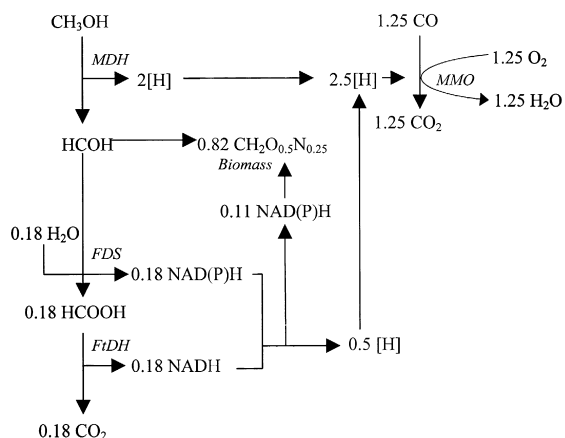 CH₃OH
1.25 CO
MDH
2[H]
2.5[H]
1.25 O₂
MMO
1.25 H₂O
1.25 CO₂
HCOH
0.82 CH₂O₀.₅N₀.₂₅
Biomass
0.11 NAD(P)H
0.18 H₂O
FDS
0.18 NAD(P)H
0.18 HCOOH
FtDH
0.5 [H]
0.18 NADH
0.18 CO₂